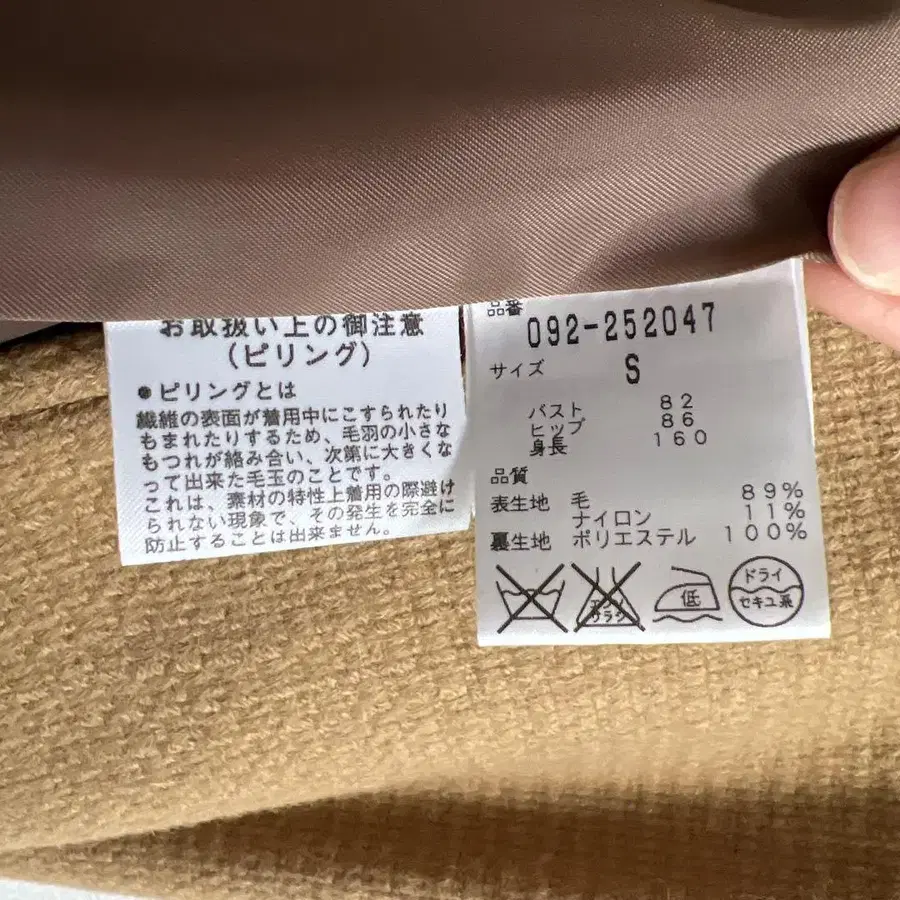 お取扱い上の御注意
（ピリング）
●ピリングとは
繊維の表面が着用中にこすられたり
もまれたりするため、毛羽の小さな
もつれが絡み合い、次第に大きくな
って出来た毛玉のことです。
これは、素材の特性上着用の際避け
られない現象で、その発生を完全に
防止することは出来ません。
品番
092-252047
サイズ S
バスト 82
ヒップ 86
身長 160
品質
表生地 毛 89%
ナイロン 11%
裏生地 ポリエステル 100%
エンソ
サラシ
低
ドライ
セキユ系